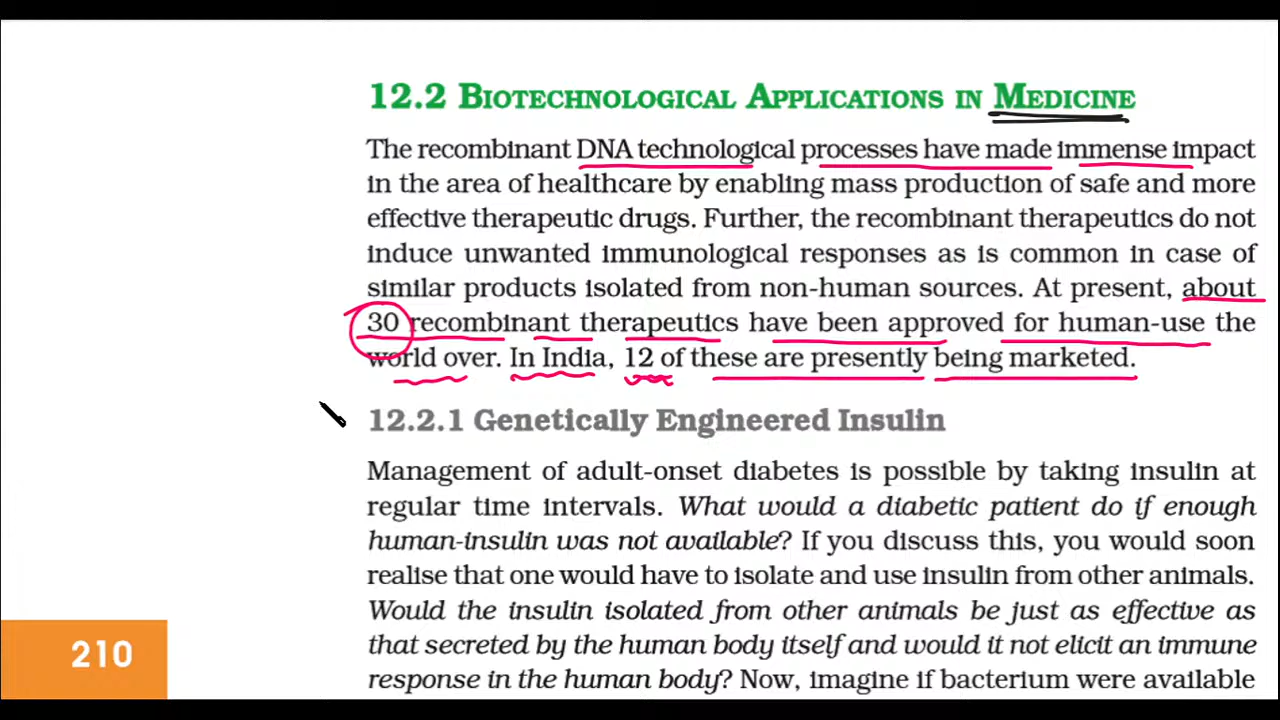 12.2 BIOTECHNOLOGICAL APPLICATIONS IN MEDICINE
The recombinant DNA technological processes have made immense impact
in the area of healthcare by enabling mass production of safe and more
effective therapeutic drugs. Further, the recombinant therapeutics do not
induce unwanted immunological responses as is common in case of
similar products isolated from non-human sources. At present, about
30 recombinant therapeutics have been approved for human-use the
world over. In India, 12 of these are presently being marketed.
12.2.1 Genetically Engineered Insulin
Management of adult-onset diabetes is possible by taking insulin at
regular time intervals. What would a diabetic patient do if enough
human-insulin was not available? If you discuss this, you would soon
realise that one would have to isolate and use insulin from other animals.
Would the insulin isolated from other animals be just as effective as
that secreted by the human body itself and would it not elicit an immune
response in the human body? Now, imagine if bacterium were available
210